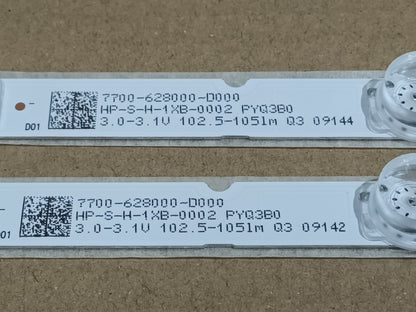 7700-628000-D000
HP-S-H-1XB-0002 PYQ3B0
3.0-3.1V 102.5-105lm Q3 09144
D01
7700-628000-D000
HP-S-H-1XB-0002 PYQ3B0
3.0-3.1V 102.5-105lm Q3 09142
D01